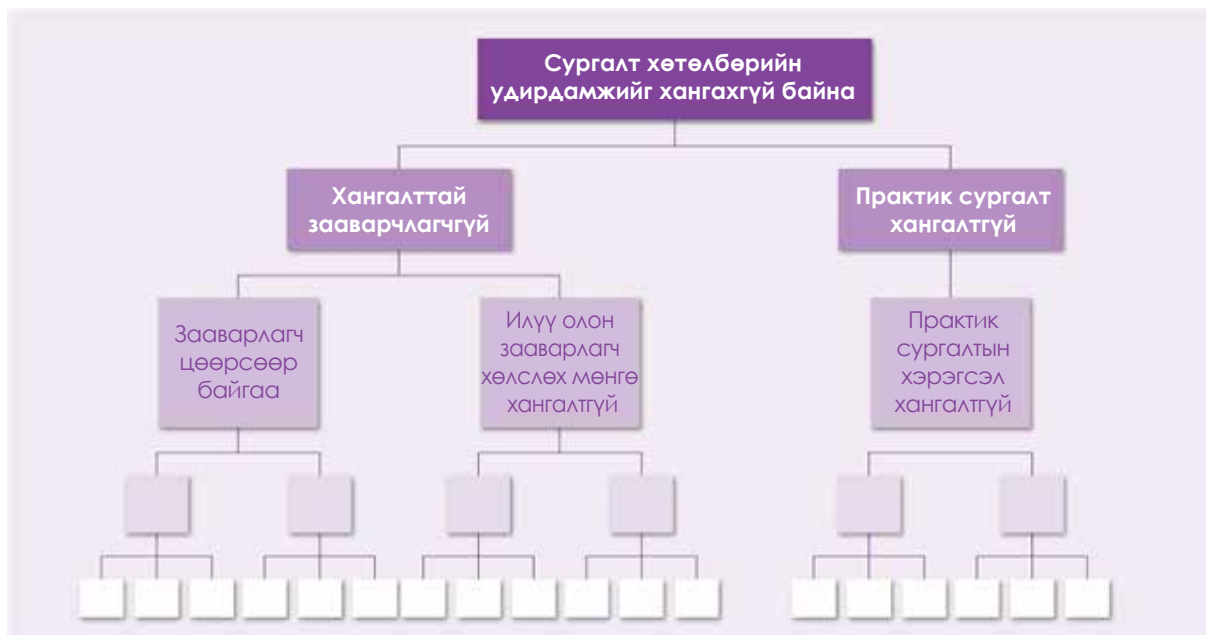 Сургалт хөтөлбөрийн
удирдамжийг хангахгүй байна
Хангалттай
зааварчлагчгүй
Практик сургалт
хангалтгүй
Зааварлагч
цөөрсөөр
байгаа
Илүү олон
зааварлагч
хөлслөх мөнгө
хангалтгүй
Практик
сургалтын
хэрэгсэл
хангалтгүй